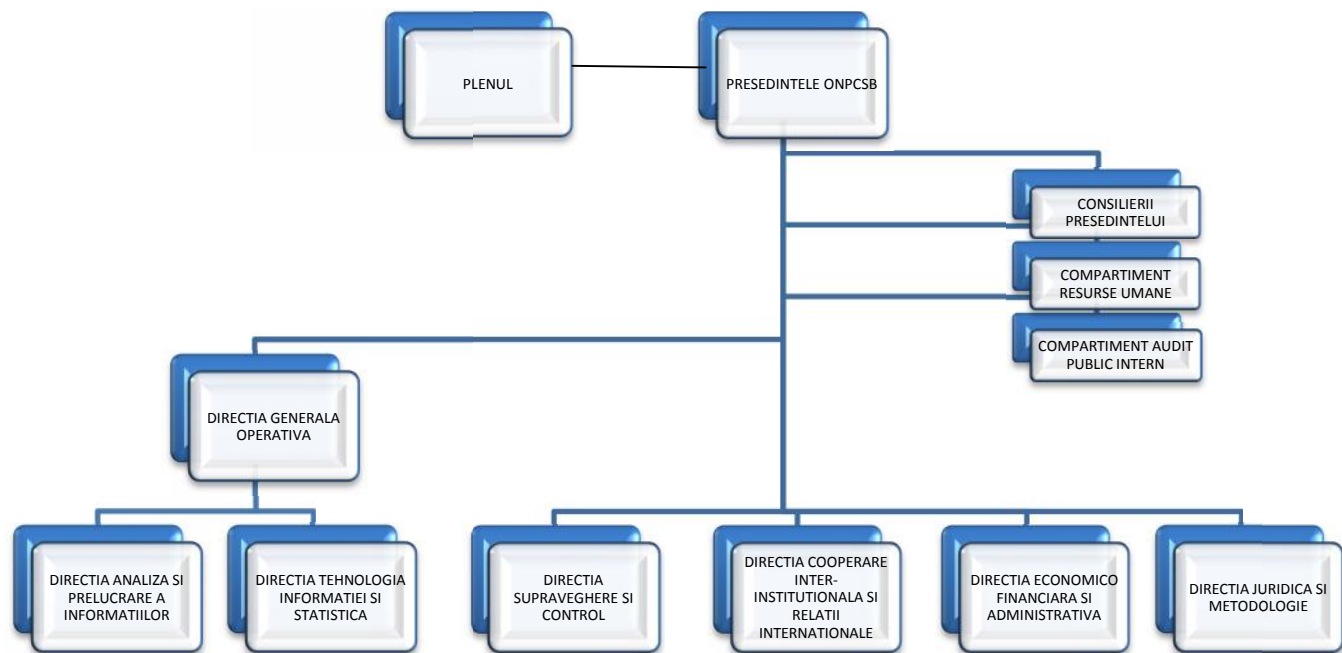 PLENUL
PRESEDINTELE ONPCSB
CONSILIERII
PRESEDINTELUI
COMPARTIMENT
RESURSE UMANE
COMPARTIMENT AUDIT
PUBLIC INTERN
DIRECTIA GENERALA
OPERATIVA
DIRECTIA ANALIZA SI
PRELUCRARE A
INFORMATIILOR
DIRECTIA TEHNOLOGIA
INFORMATIEI SI
STATISTICA
DIRECTIA
SUPRAVEGHERE SI
CONTROL
DIRECTIA COOPERARE
INTER-
INSTITUTIONALA SI
RELATII
INTERNATIONALE
DIRECTIA ECONOMICO
FINANCIARA SI
ADMINISTRATIVA
DIRECTIA JURIDICA SI
METODOLOGIE